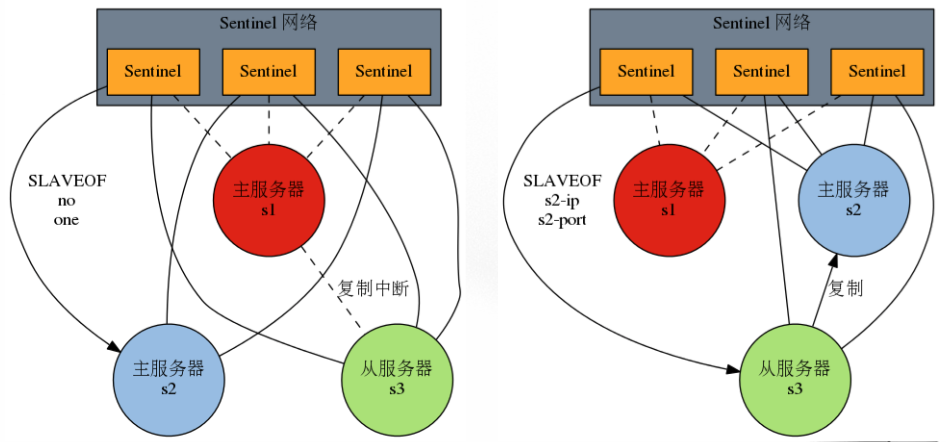 Sentinel 网络
Sentinel
Sentinel
Sentinel
主服务器
s1
SLAVEOF
no
one
复制中断
主服务器
s2
从服务器
s3
Sentinel 网络
Sentinel
Sentinel
Sentinel
SLAVEOF
s2-ip
s2-port
主服务器
s1
主服务器
s2
复制
从服务器
s3